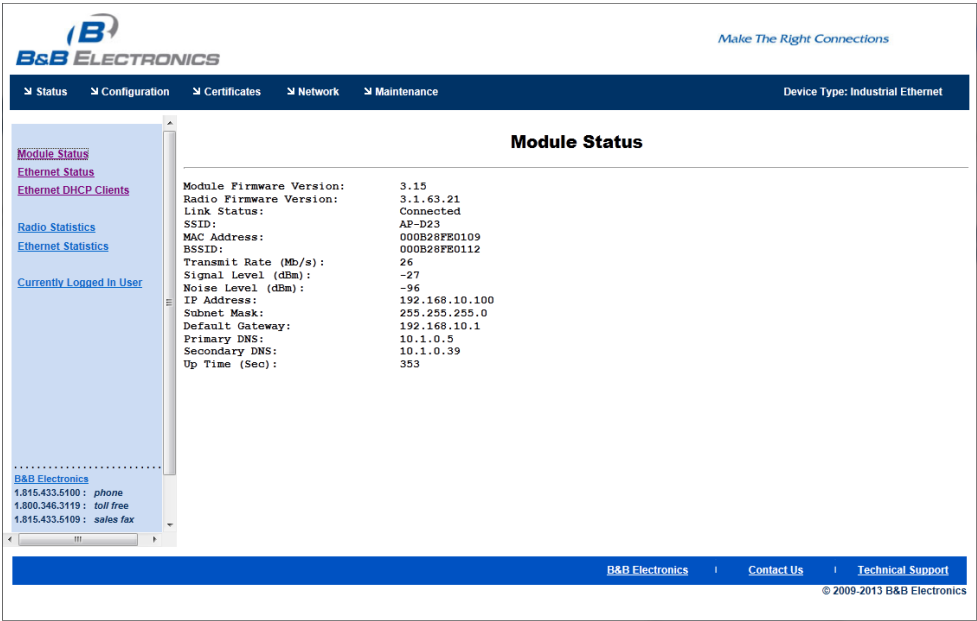 B&B ELECTRONICS
Make The Right Connections
Status Configuration Certificates Network Maintenance Device Type: Industrial Ethernet
Module Status
Ethernet Status
Ethernet DHCP Clients
Radio Statistics
Ethernet Statistics
Currently Logged In User
B&B Electronics
1.815.433.5100 : phone
1.800.346.3119 : toll free
1.815.433.5109 : sales fax
Module Status
Module Firmware Version: 3.15
Radio Firmware Version: 3.1.63.21
Link Status: Connected
SSID: AP-D23
MAC Address: 000B28FE0109
BSSID: 000B28FE0112
Transmit Rate (Mb/s): 26
Signal Level (dBm): -27
Noise Level (dBm): -96
IP Address: 192.168.10.100
Subnet Mask: 255.255.255.0
Default Gateway: 192.168.10.1
Primary DNS: 10.1.0.5
Secondary DNS: 10.1.0.39
Up Time (Sec): 353
B&B Electronics | Contact Us | Technical Support
© 2009-2013 B&B Electronics